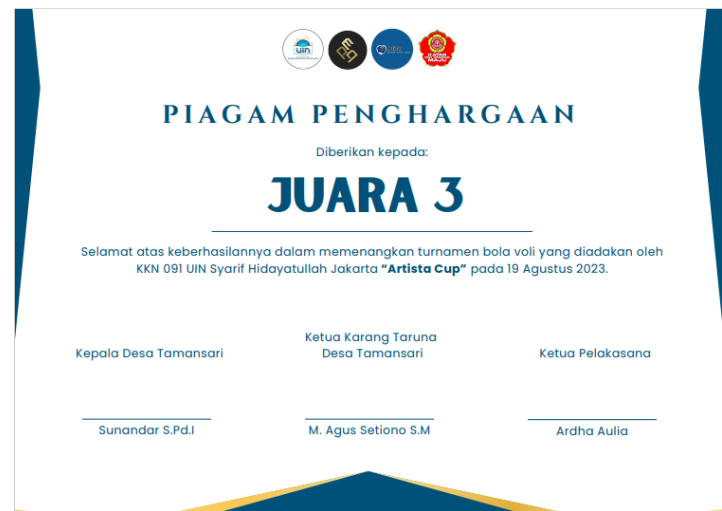 UIN
PIAGAM PENGHARGAAN
Diberikan kepada:
JUARA 3
Selamat atas keberhasilannya dalam memenangkan turnamen bola voli yang diadakan oleh
KKN 091 UIN Syarif Hidayatullah Jakarta “Artista Cup” pada 19 Agustus 2023.
Kepala Desa Tamansari
Ketua Karang Taruna
Desa Tamansari
Ketua Pelakasana
Sunandar S.Pd.I
M. Agus Setiono S.M
Ardha Aulia